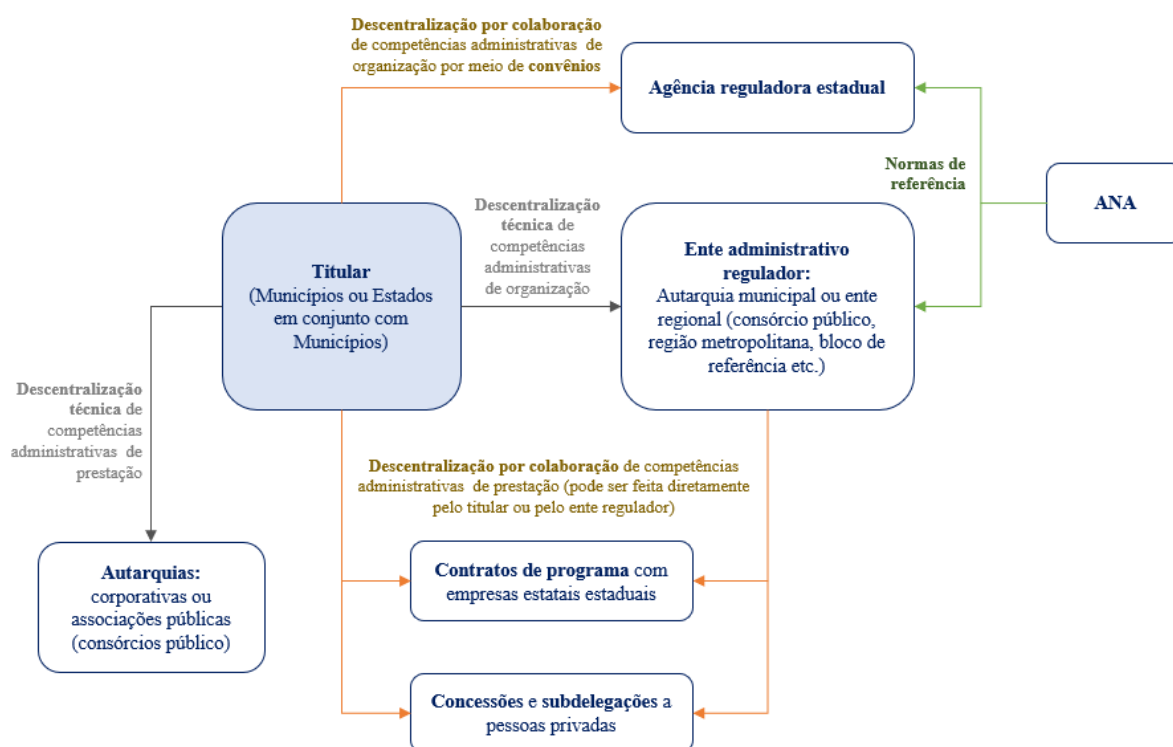 Descentralização por colaboração
de competências administrativas de
organização por meio de convênios
Agência reguladora estadual
Normas de
referência
ANA
Descentralização
técnica de
competências
administrativas
de organização
Titular
(Municípios ou Estados
em conjunto com
Municípios)
Ente administrativo
regulador:
Autarquia municipal ou ente
regional (consórcio público,
região metropolitana, bloco de
referência etc.)
Descentralização
técnica de
competências
administrativas de
prestação
Descentralização por colaboração de competências
administrativas de prestação (pode ser feita diretamente
pelo titular ou pelo ente regulador)
Autarquias:
corporativas ou
associações públicas
(consórcios público)
Contratos de programa com
empresas estatais estaduais
Concessões e subdelegações a
pessoas privadas